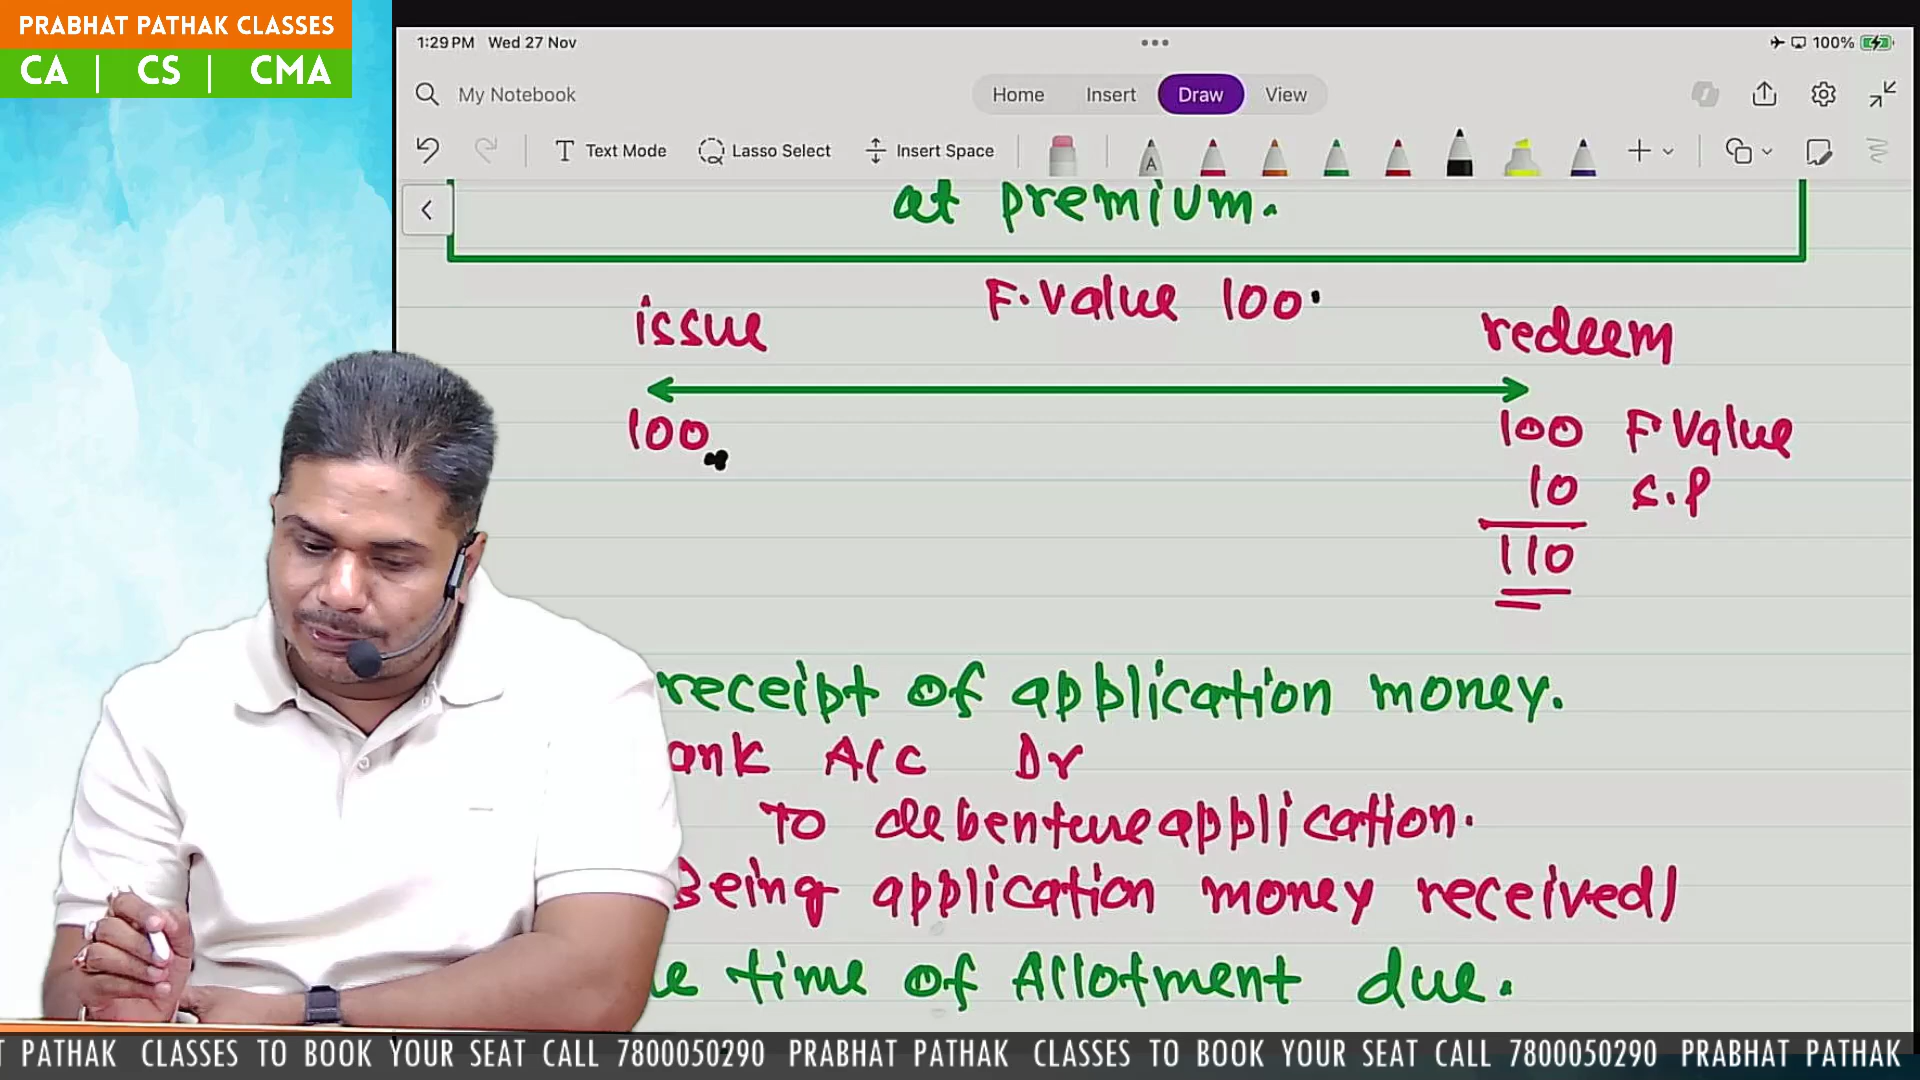 PRABHAT PATHAK CLASSES
CA | CS | CMA
1:29 PM Wed 27 Nov
100%
My Notebook
Home Insert Draw View
Text Mode Lasso Select Insert Space
at premium.
F. Value 100
issue
redeem
100
100 F. Value
10 S.P
110
receipt of application money.
ank A/C Dr
To debenture application.
Being application money received)
e time of Allotment due.
T PATHAK CLASSES TO BOOK YOUR SEAT CALL 7800050290 PRABHAT PATHAK CLASSES TO BOOK YOUR SEAT CALL 7800050290 PRABHAT PATHAK